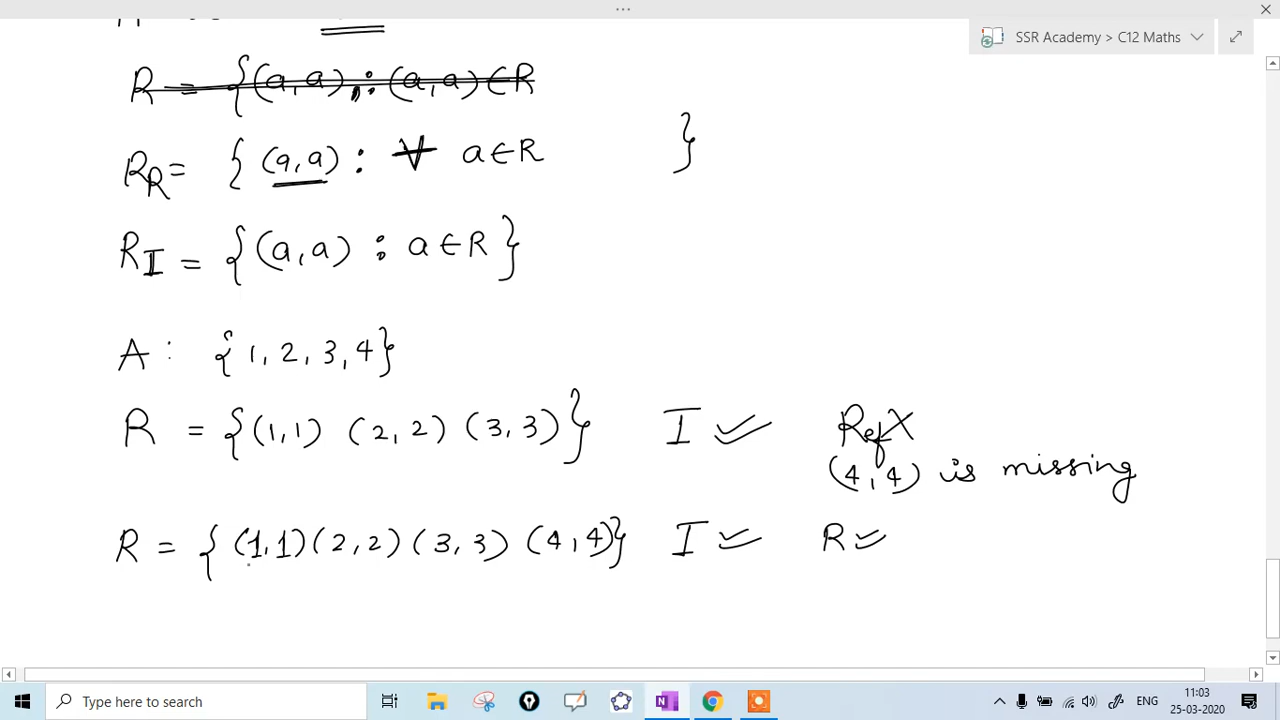 SSR Academy > C12 Maths
R = {(a,a), : (a,a) ∈ R
R_R = { (a,a) : ∀ a ∈ R }
R_I = {(a,a) : a ∈ R}
A : {1, 2, 3, 4}
R = {(1,1) (2,2) (3,3)} I ✓ Ref X
(4,4) is missing
R = {(1,1)(2,2)(3,3) (4,4)} I ✓ R ✓
Type here to search
11:03
25-03-2020